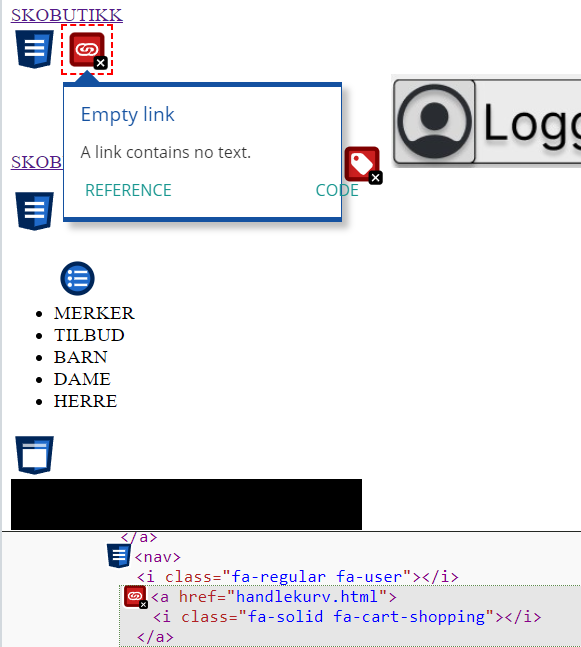 SKOBUTIKK
Empty link
A link contains no text.
REFERENCE CODE
SKOB
Logg
MERKER
TILBUD
BARN
DAME
HERRE
</a>
<nav>
<i class="fa-regular fa-user"></i>
<a href="handlekurv.html">
<i class="fa-solid fa-cart-shopping"></i>
</a>